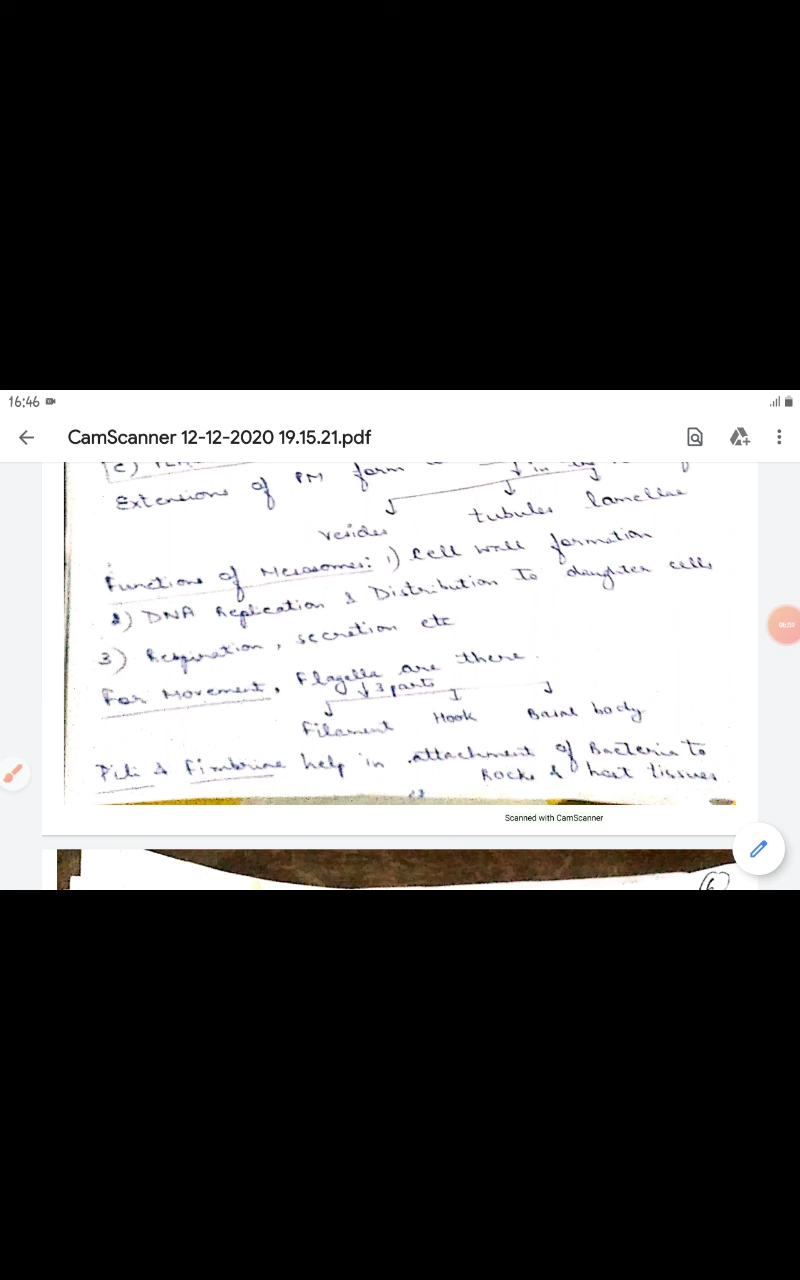 16:46
CamScanner 12-12-2020 19.15.21.pdf
(c)
Extensions of PM form in the
vesicles tubules lamellae
Functions of Mesosomes: 1) Cell wall formation
2) DNA Replication & Distribution to daughter cells
3) Respiration, secretion etc
For Movement, Flagella are there.
3 parts
Filament Hook Basal body
Pili & Fimbriae help in attachment of Bacteria to
Rocks & host tissues
Scanned with CamScanner
6